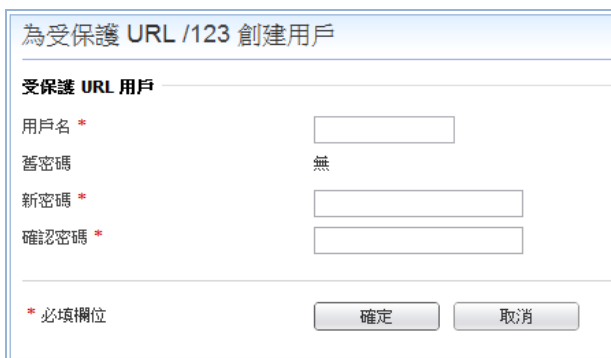 為受保護 URL /123 創建用戶
受保護 URL 用戶
用戶名 *
舊密碼 無
新密碼 *
確認密碼 *
* 必填欄位 確定 取消